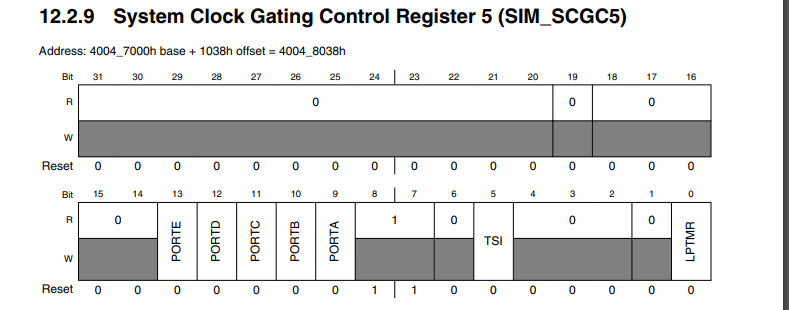 12.2.9 System Clock Gating Control Register 5 (SIM_SCGC5)
Address: 4004_7000h base + 1038h offset = 4004_8038h
Bit 31 30 29 28 27 26 25 24 23 22 21 20 19 18 17 16
R 0 0 0
W
Reset 0 0 0 0 0 0 0 0 0 0 0 0 0 0 0 0
Bit 15 14 13 12 11 10 9 8 7 6 5 4 3 2 1 0
R 0 PORTE PORTD PORTC PORTB PORTA 1 0 TSI 0 0 LPTMR
W
Reset 0 0 0 0 0 0 0 1 1 0 0 0 0 0 0 0